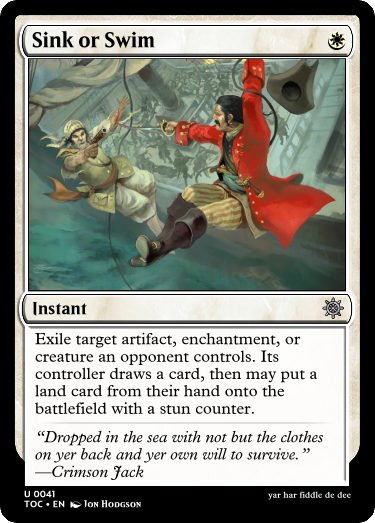 Sink or Swim
Instant
Exile target artifact, enchantment, or
creature an opponent controls. Its
controller draws a card, then may put a
land card from their hand onto the
battlefield with a stun counter.
“Dropped in the sea with not but the clothes
on yer back and yer own will to survive.”
—Crimson Jack
U 0041
TOC • EN Jon Hodgson
yar har fiddle de dee